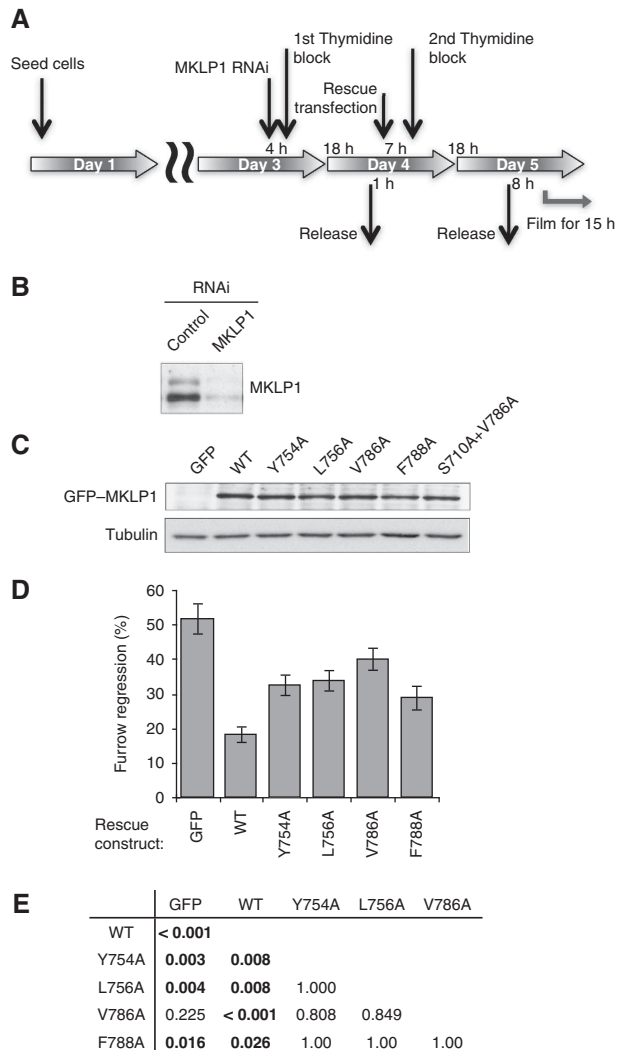 A
Seed cells
MKLP1 RNAi
1st Thymidine
block
Rescue
transfection
2nd Thymidine
block
4 h
18 h
7 h
18 h
Day 1
Day 3
Day 4
Day 5
1 h
8 h
Release
Release
Film for 15 h
B
RNAi
Control
MKLP1
MKLP1
C
GFP
WT
Y754A
L756A
V786A
F788A
S710A+V786A
GFP–MKLP1
Tubulin
D
Furrow regression (%)
60
50
40
30
20
10
0
Rescue
construct:
GFP
WT
Y754A
L756A
V786A
F788A
E
GFP WT Y754A L756A V786A
WT < 0.001
Y754A 0.003 0.008
L756A 0.004 0.008 1.000
V786A 0.225 < 0.001 0.808 0.849
F788A 0.016 0.026 1.00 1.00 1.00